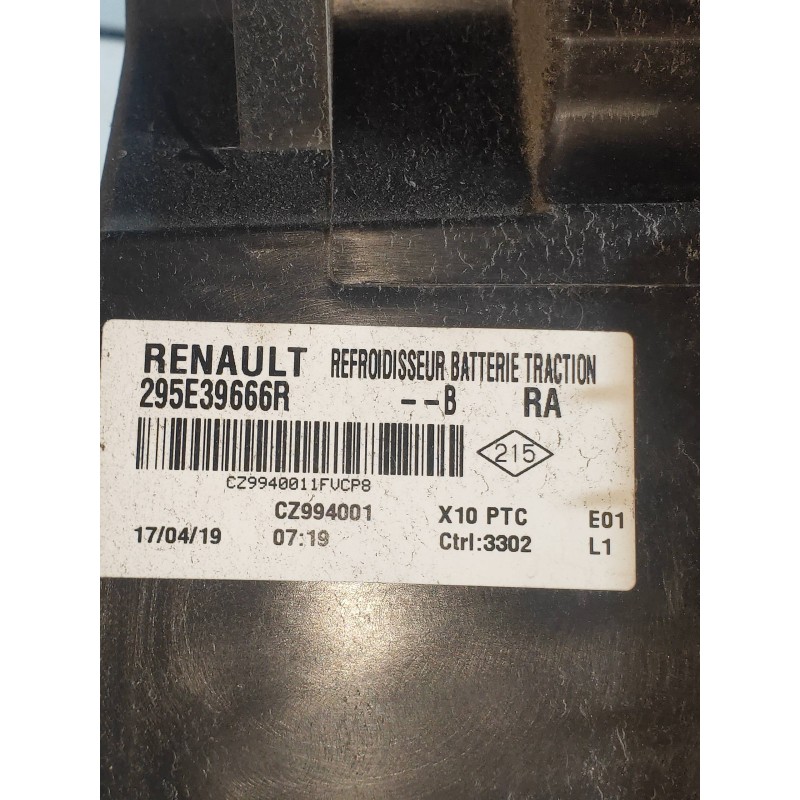 RENAULT REFROIDISSEUR BATTERIE TRACTION
295E39666R --B RA
215
CZ9940011FVCP8
CZ994001 X10 PTC E01
17/04/19 07:19 Ctrl:3302 L1